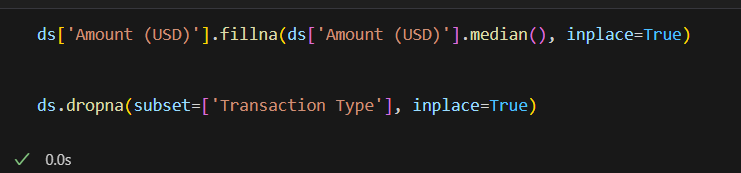 ds['Amount (USD)'].fillna(ds['Amount (USD)'].median(), inplace=True)
ds.dropna(subset=['Transaction Type'], inplace=True)
✓ 0.0s